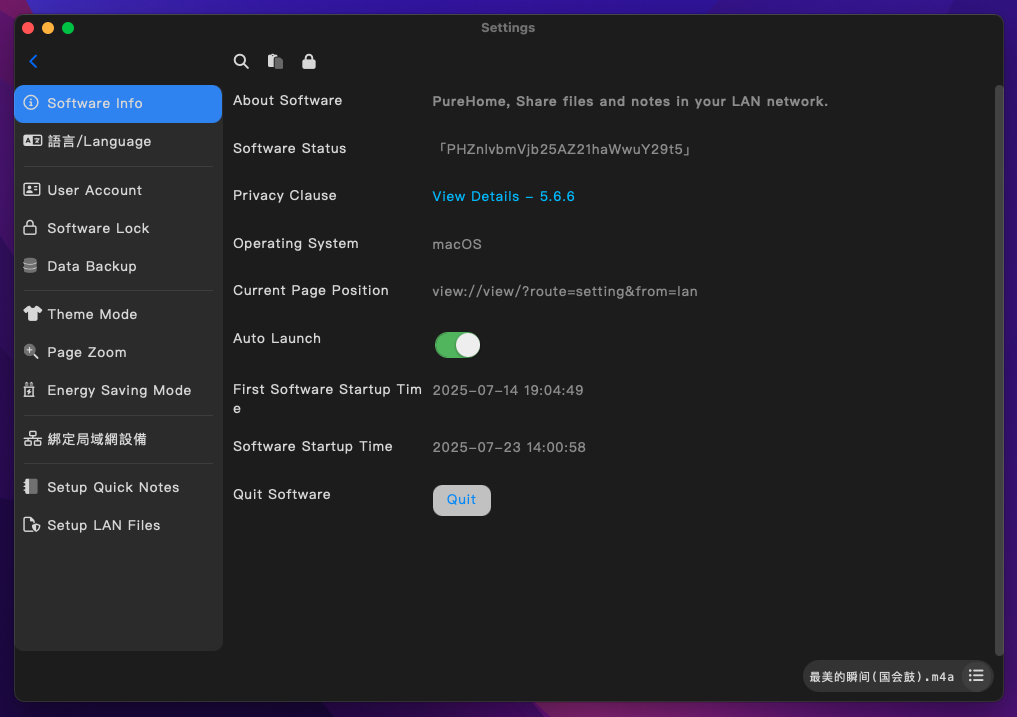 Settings
Software Info
語言/Language
User Account
Software Lock
Data Backup
Theme Mode
Page Zoom
Energy Saving Mode
綁定局域網設備
Setup Quick Notes
Setup LAN Files
About Software
PureHome, Share files and notes in your LAN network.
Software Status
「PHZnlvbmVjb25AZ21haWwuY29t5」
Privacy Clause
View Details – 5.6.6
Operating System
macOS
Current Page Position
view://view/?route=setting&from=lan
Auto Launch
First Software Startup Tim
e
2025–07–14 19:04:49
Software Startup Time
2025–07–23 14:00:58
Quit Software
Quit
最美的瞬间(国会鼓).m4a